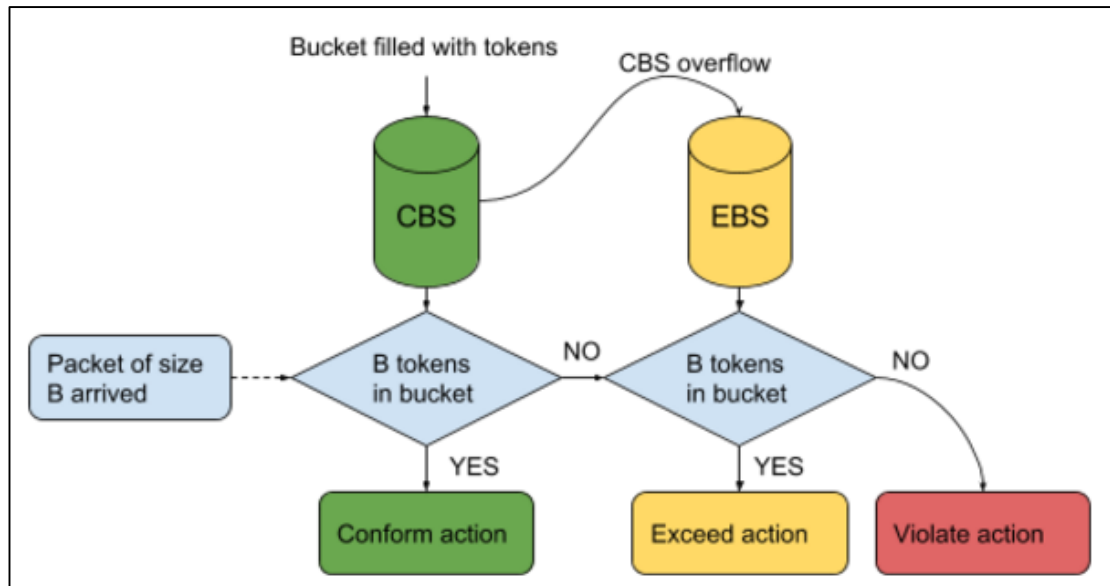 Bucket filled with tokens
CBS overflow
CBS
EBS
Packet of size
B arrived
B tokens
in bucket
NO
B tokens
in bucket
NO
YES
YES
Conform action
Exceed action
Violate action